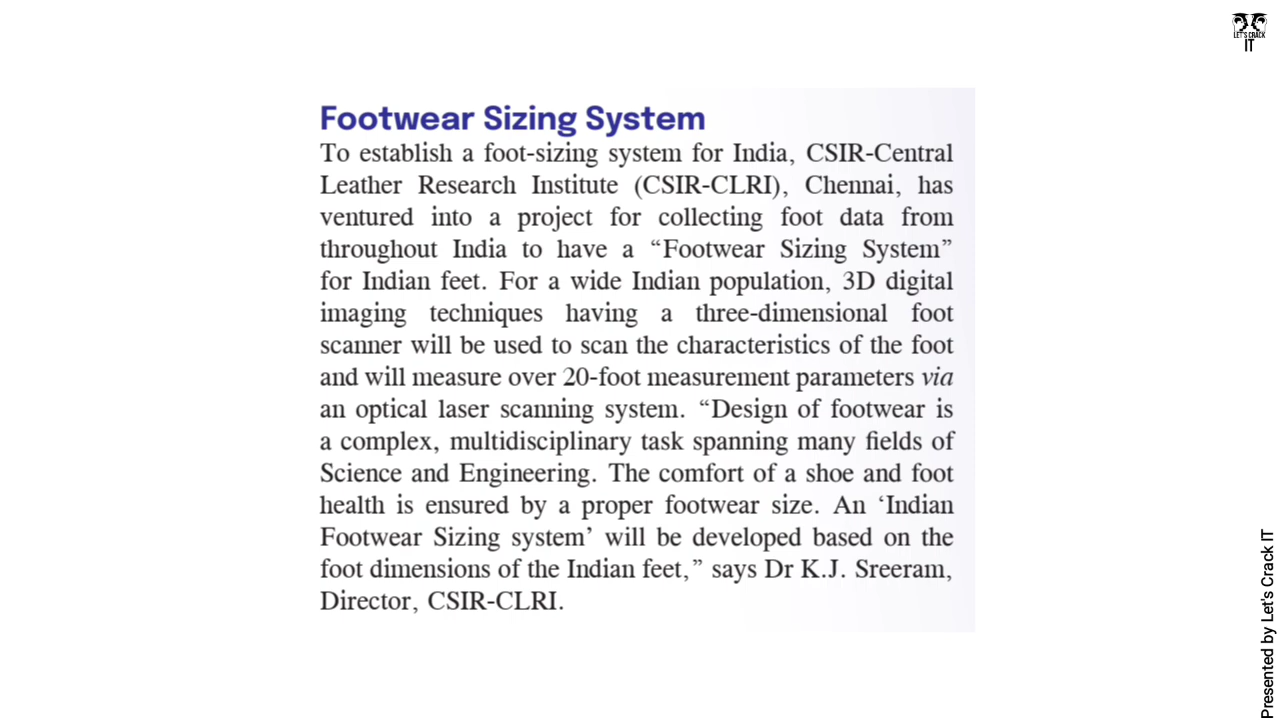 LET'S CRACK
IT
Footwear Sizing System
To establish a foot-sizing system for India, CSIR-Central
Leather Research Institute (CSIR-CLRI), Chennai, has
ventured into a project for collecting foot data from
throughout India to have a “Footwear Sizing System”
for Indian feet. For a wide Indian population, 3D digital
imaging techniques having a three-dimensional foot
scanner will be used to scan the characteristics of the foot
and will measure over 20-foot measurement parameters via
an optical laser scanning system. “Design of footwear is
a complex, multidisciplinary task spanning many fields of
Science and Engineering. The comfort of a shoe and foot
health is ensured by a proper footwear size. An ‘Indian
Footwear Sizing system’ will be developed based on the
foot dimensions of the Indian feet,” says Dr K.J. Sreeram,
Director, CSIR-CLRI.
Presented by Let's Crack IT